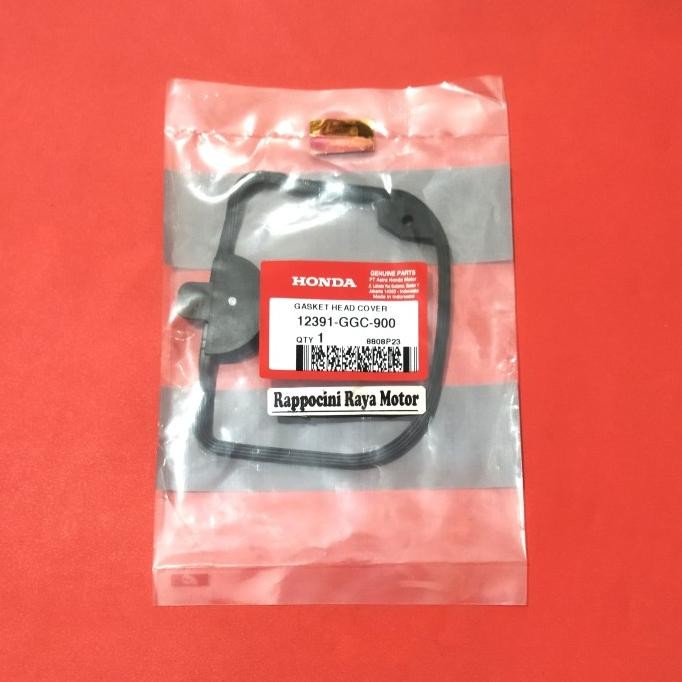 HONDA
GENUINE PARTS
PT Astra Honda Motor
Made in Indonesia
GASKET HEAD COVER
12391-GGC-900
QTY 1
8808P23
Rappocini Raya Motor